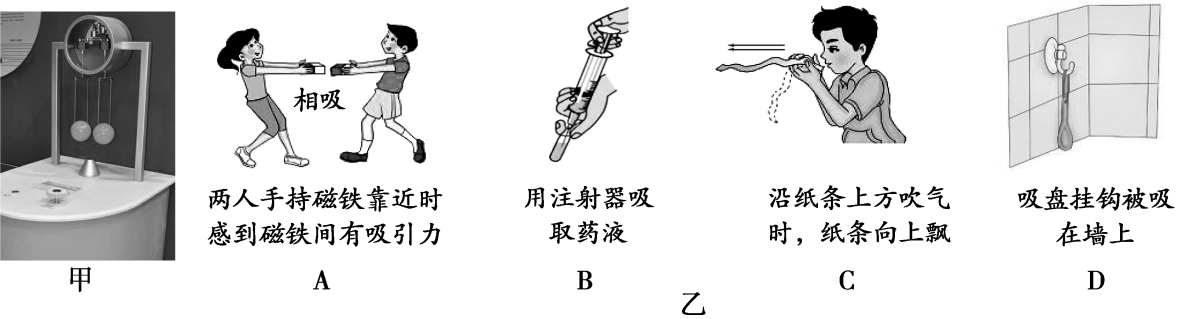 相吸
两人手持磁铁靠近时
感到磁铁间有吸引力
用注射器吸
取药液
沿纸条上方吹气
时，纸条向上飘
吸盘挂钩被吸
在墙上
甲
A
B
C
D
乙